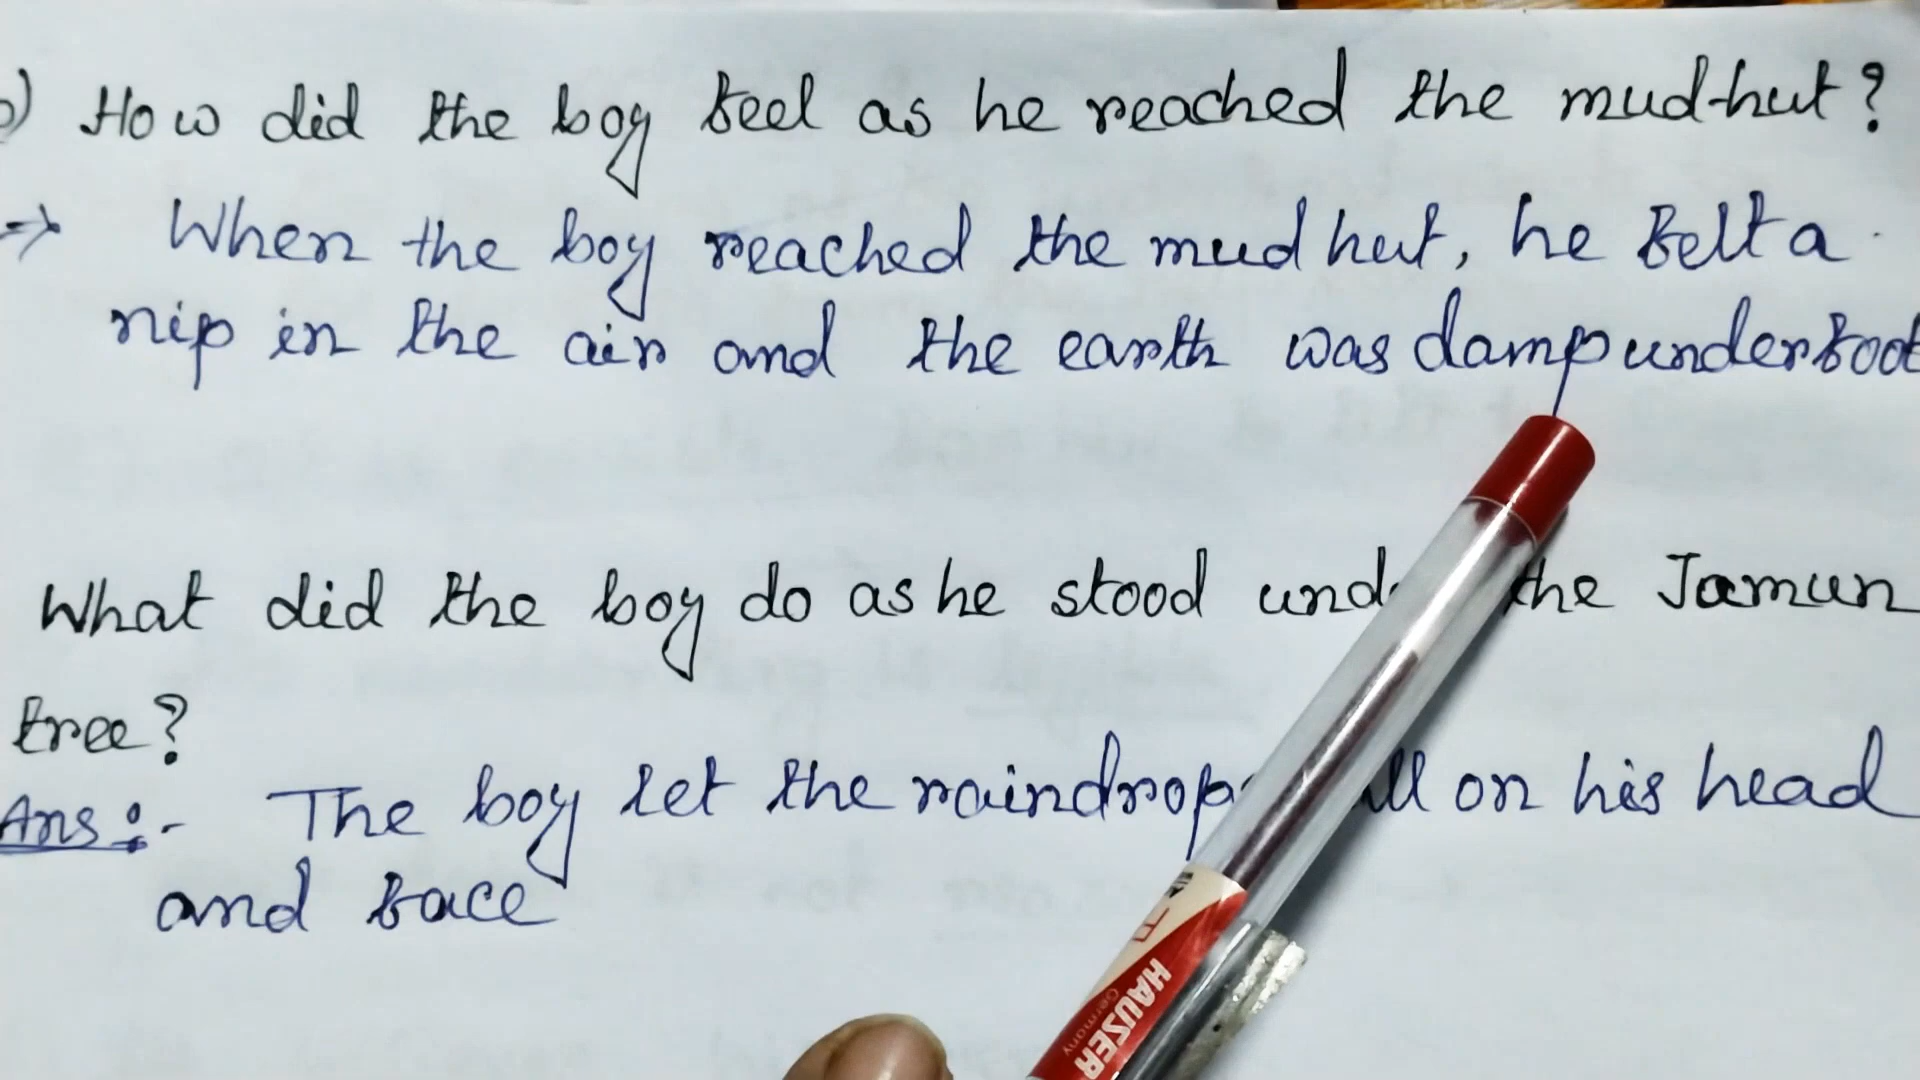 b) How did the boy feel as he reached the mud-hut?
→ When the boy reached the mud hut, he felt a
nip in the air and the earth was damp underfoot
What did the boy do as he stood the Jamun
tree?
Ans:- The boy let the raindrops on his head
and face
HAUSER
Germany